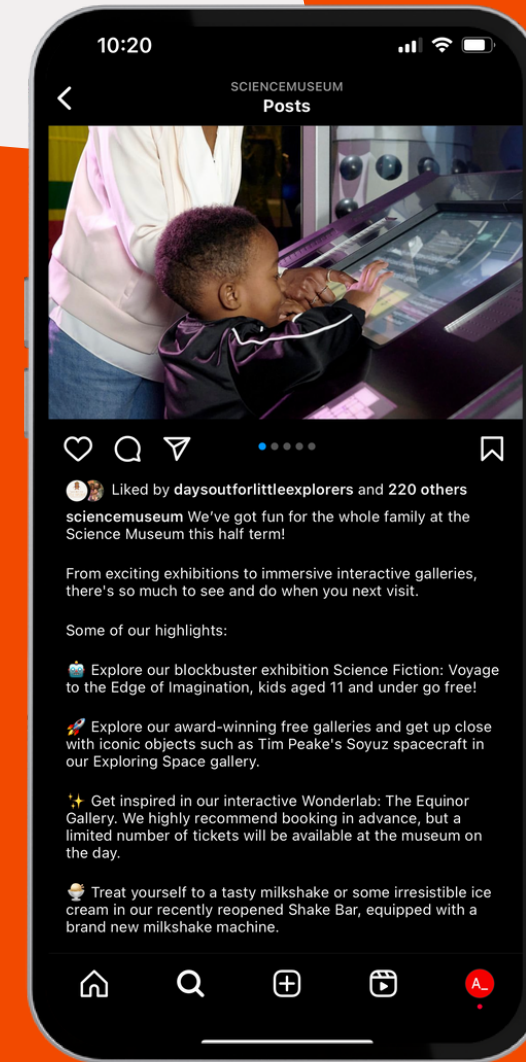 10:20
SCIENCEMUSEUM
Posts
Liked by daysoutforlittleexplorers and 220 others
sciencemuseum We've got fun for the whole family at the
Science Museum this half term!
From exciting exhibitions to immersive interactive galleries,
there's so much to see and do when you next visit.
Some of our highlights:
🤖 Explore our blockbuster exhibition Science Fiction: Voyage
to the Edge of Imagination, kids aged 11 and under go free!
🚀 Explore our award-winning free galleries and get up close
with iconic objects such as Tim Peake's Soyuz spacecraft in
our Exploring Space gallery.
✨ Get inspired in our interactive Wonderlab: The Equinor
Gallery. We highly recommend booking in advance, but a
limited number of tickets will be available at the museum on
the day.
🍨 Treat yourself to a tasty milkshake or some irresistible ice
cream in our recently reopened Shake Bar, equipped with a
brand new milkshake machine.
A_